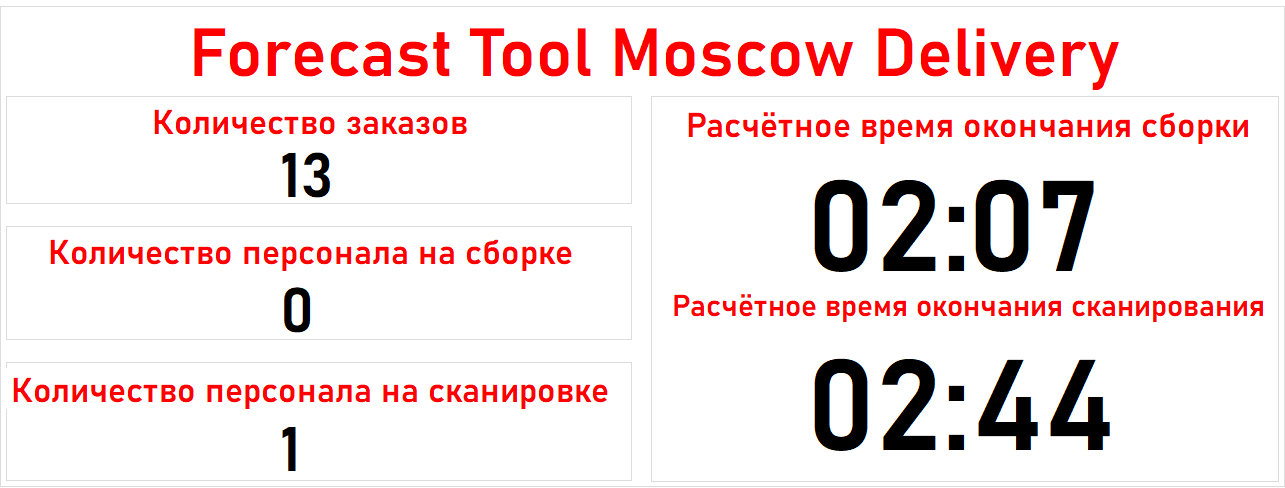 Forecast Tool Moscow Delivery
Количество заказов
13
Количество персонала на сборке
0
Количество персонала на сканировке
1
Расчётное время окончания сборки
02:07
Расчётное время окончания сканирования
02:44